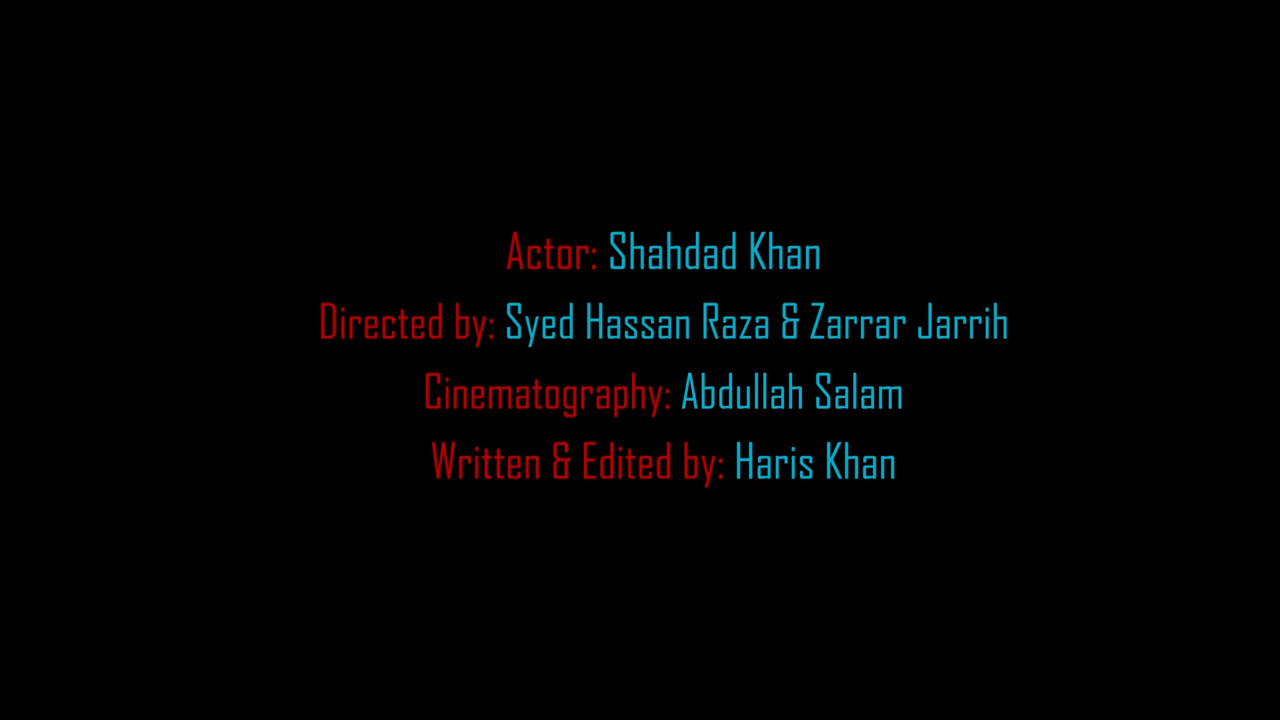 Actor: Shahdad Khan
Directed by: Syed Hassan Raza & Zarrar Jarrih
Cinematography: Abdullah Salam
Written & Edited by: Haris Khan